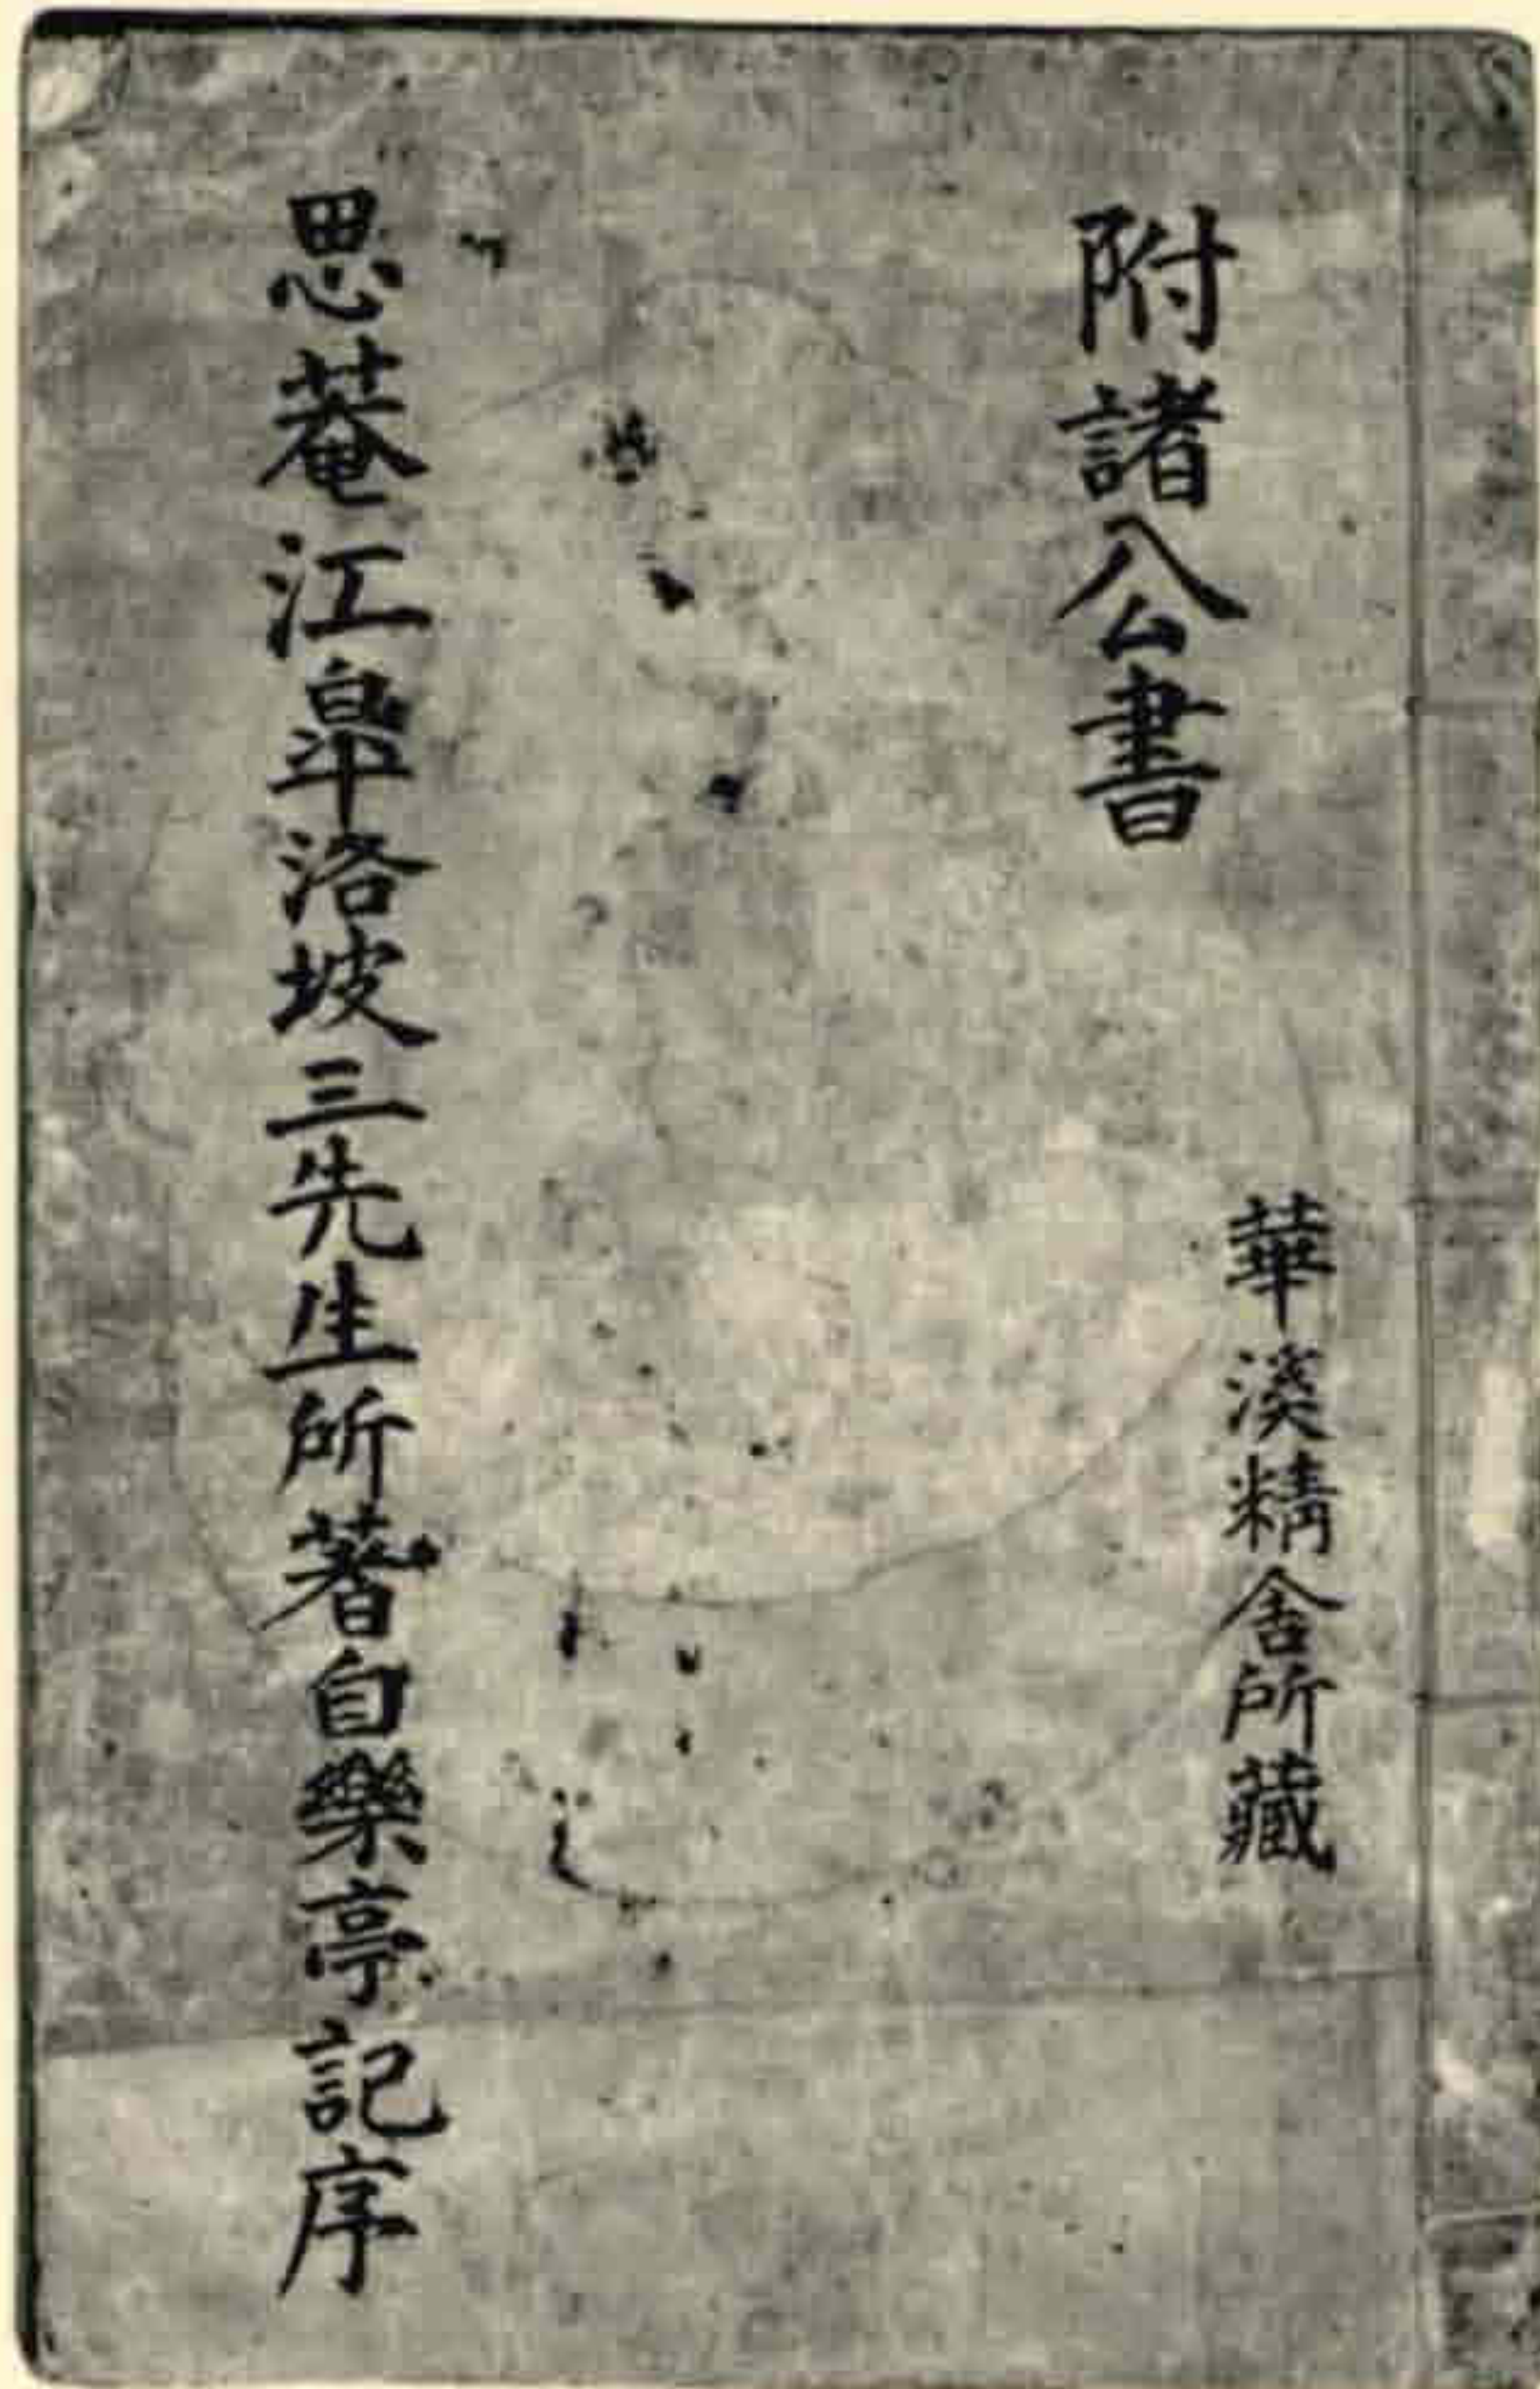 華溪精舍所藏
附諸公書
思菴江皐洛坡三先生所著自樂亭記序